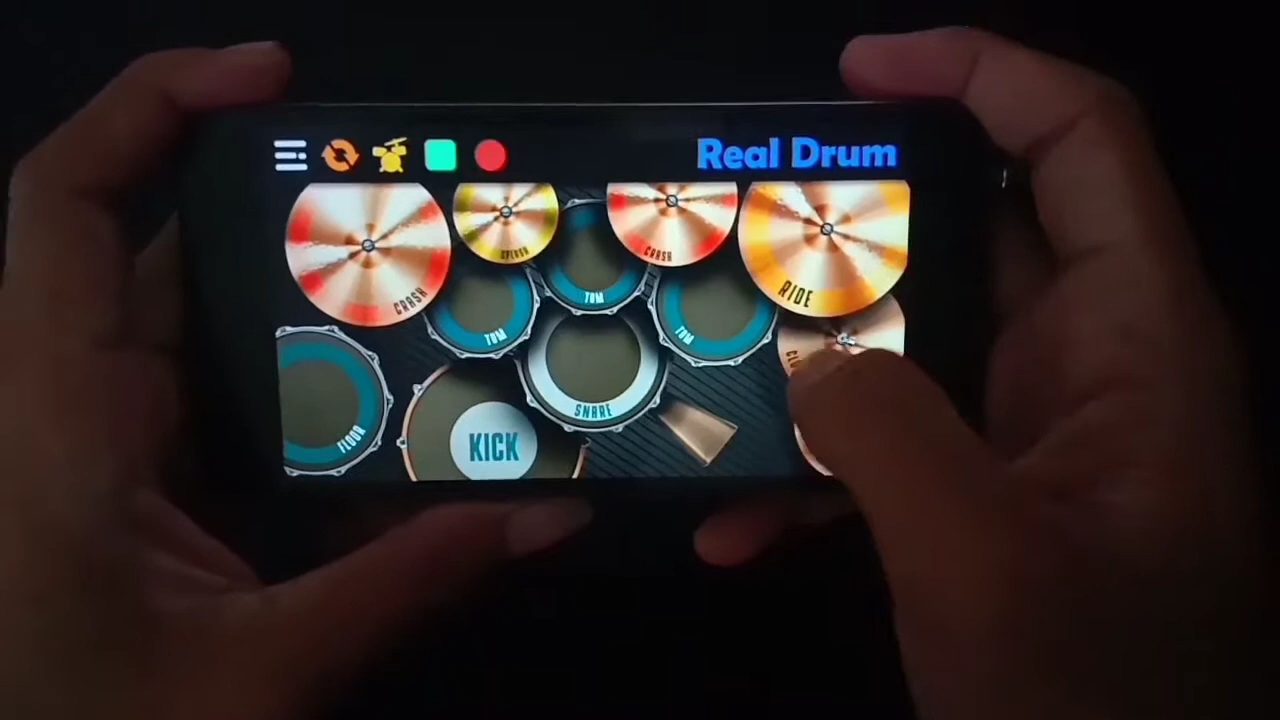 Real Drum
CRASH
SPLASH
CRASH
RIDE
TOM
TOM
TOM
FLOOR
SNARE
KICK